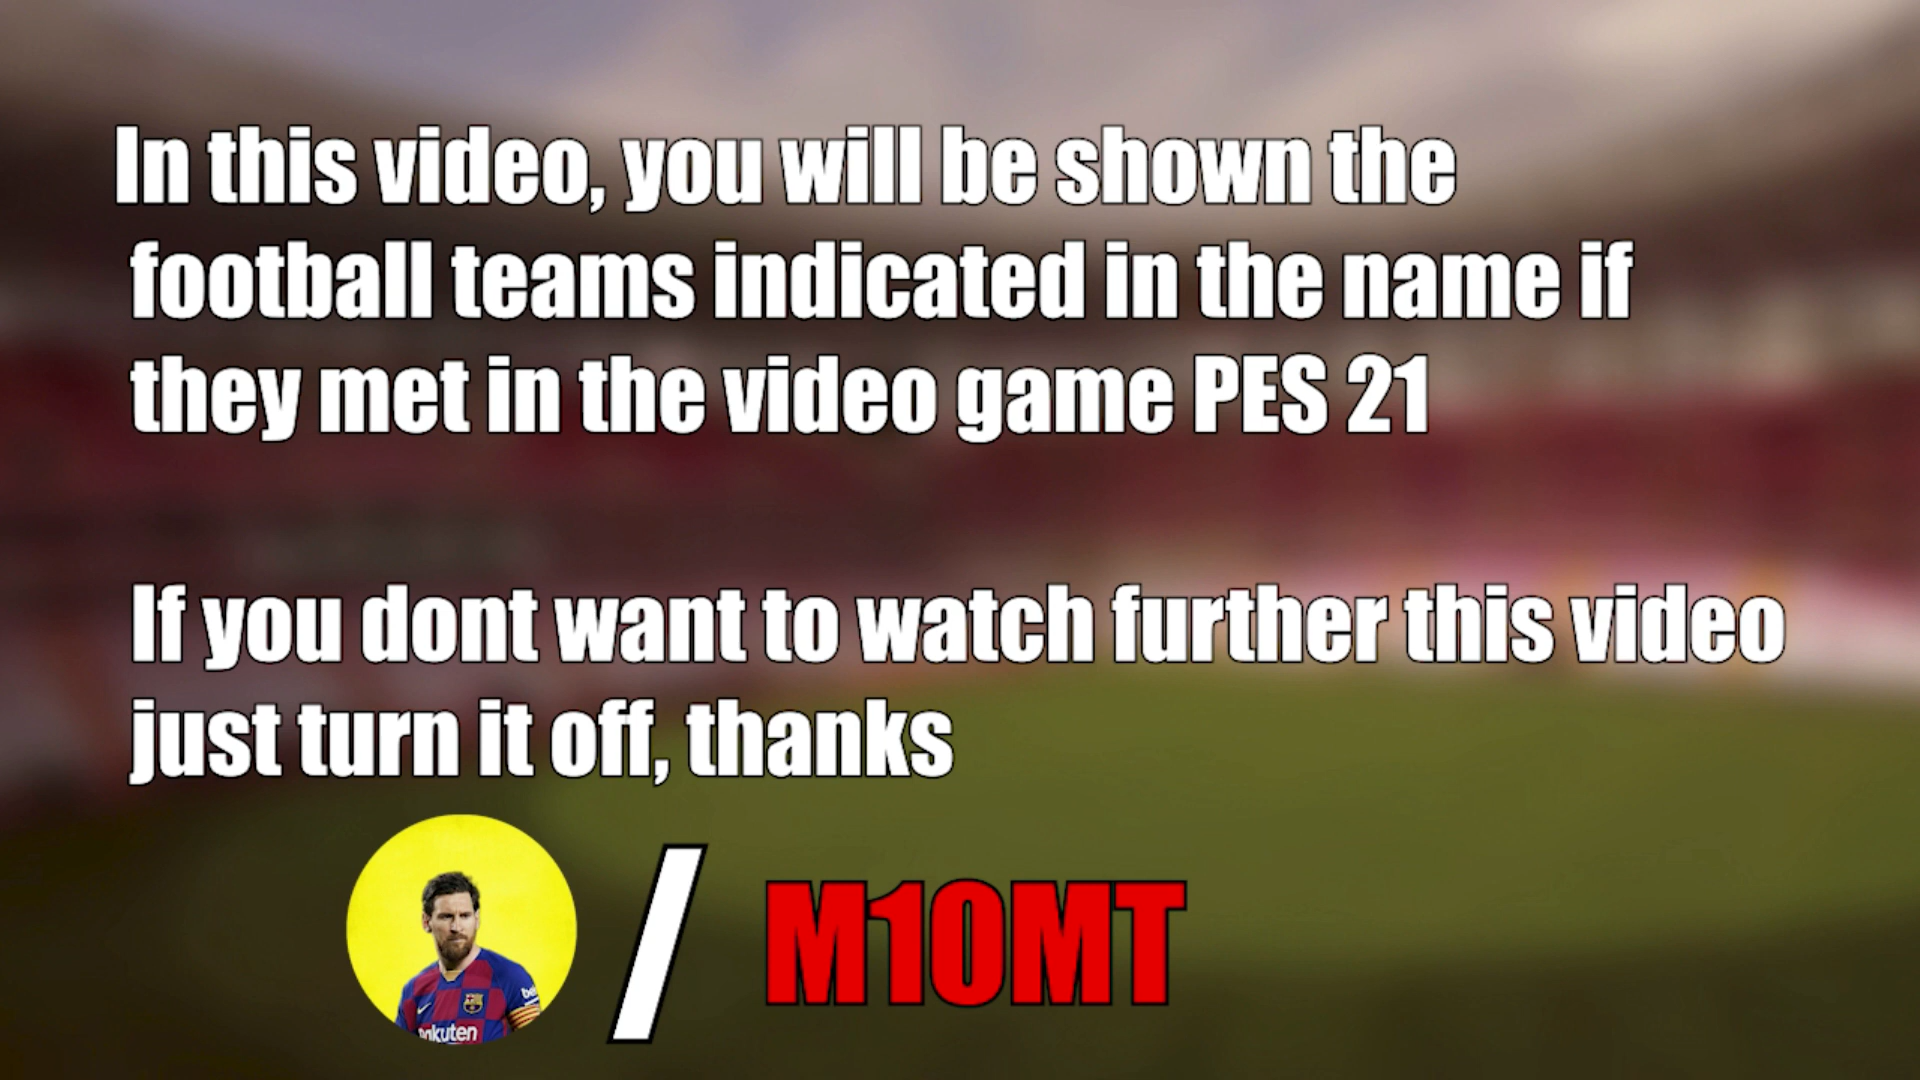 In this video, you will be shown the
football teams indicated in the name if
they met in the video game PES 21
If you dont want to watch further this video
just turn it off, thanks
/ M10MT
Rakuten